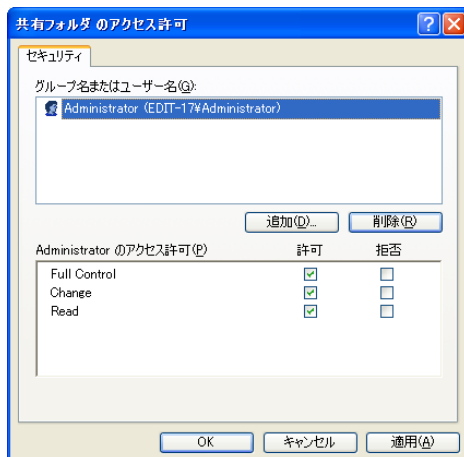 共有フォルダ のアクセス許可
セキュリティ
グループ名またはユーザー名(G):
Administrator (EDIT-17¥Administrator)
追加(D)... 削除(R)
Administrator のアクセス許可(P) 許可 拒否
Full Control
Change
Read
OK キャンセル 適用(A)